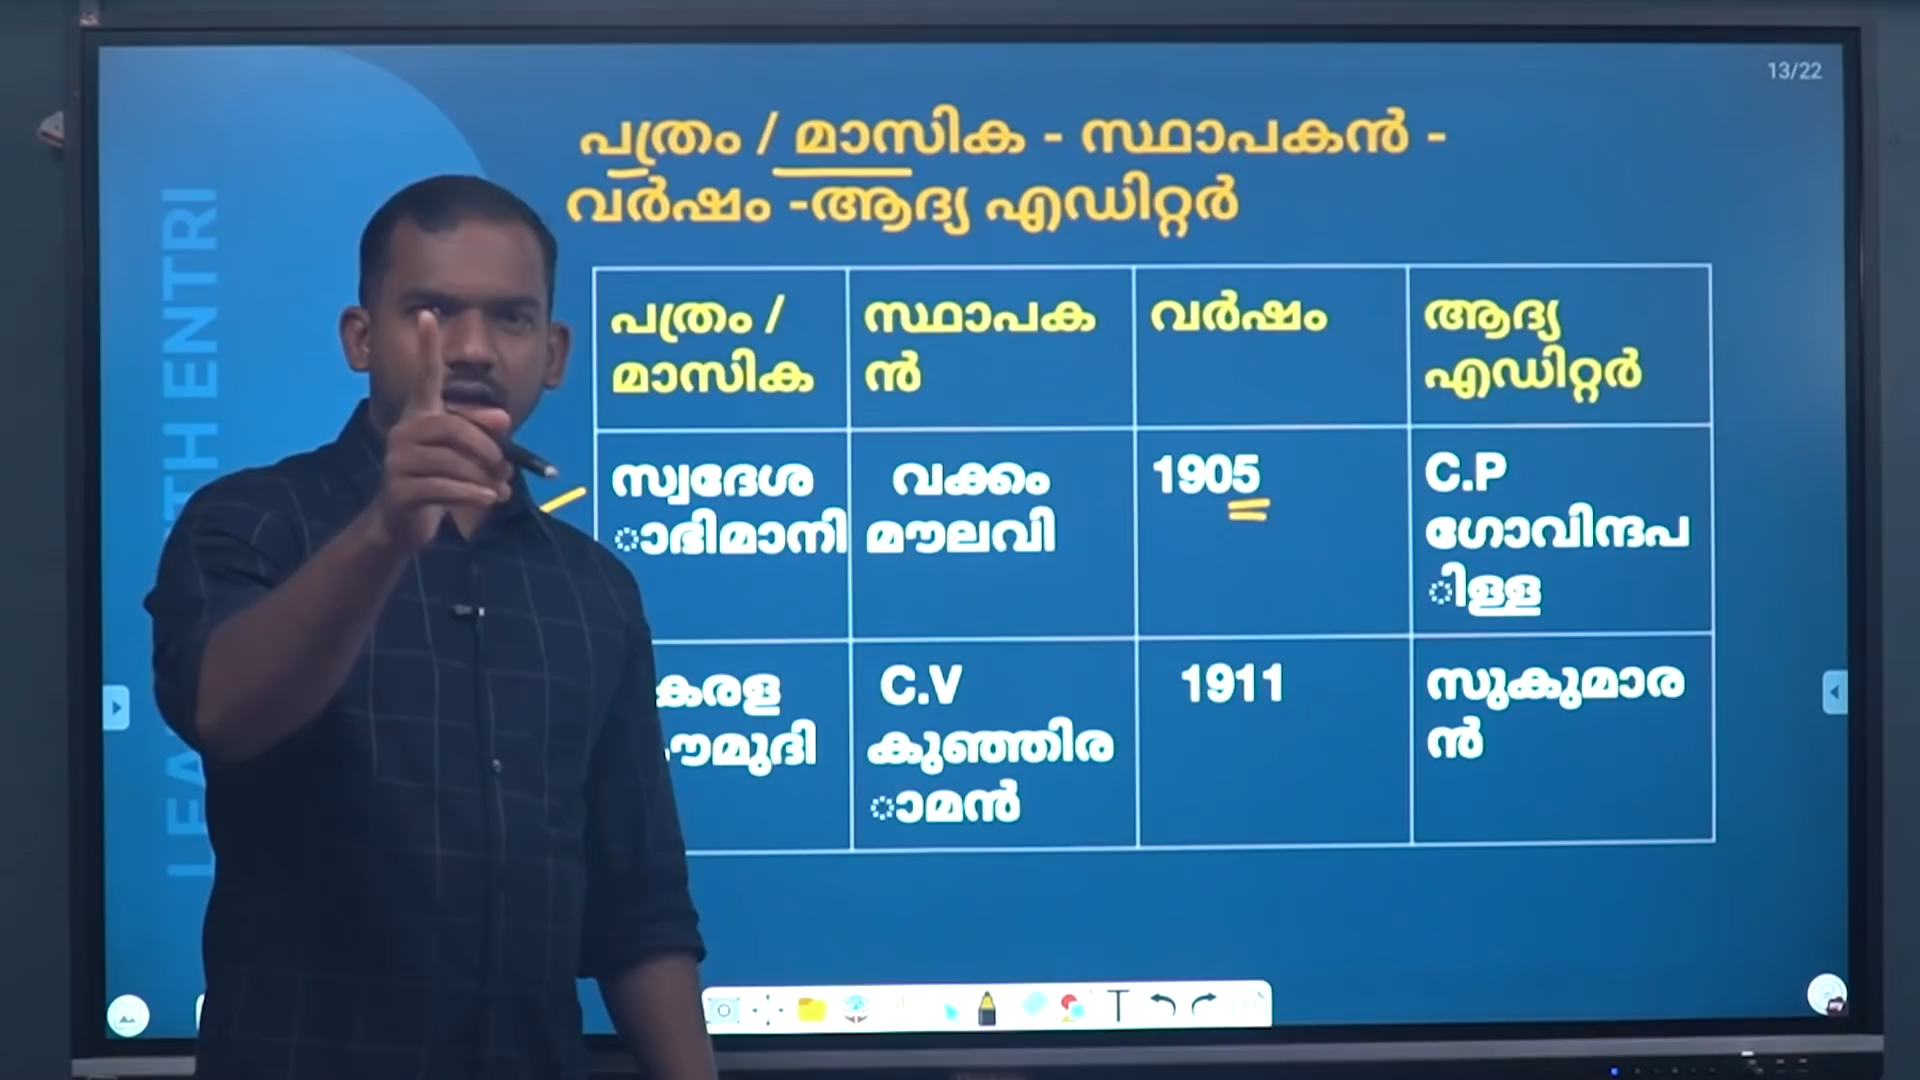 13/22
പത്രം / മാസിക - സ്ഥാപകൻ -
വർഷം -ആദ്യ എഡിറ്റർ
പത്രം /
മാസിക
സ്ഥാപക
ൻ
വർഷം
ആദ്യ
എഡിറ്റർ
സ്വദേശ
ാഭിമാനി
വക്കം
മൗലവി
1905
C.P
ഗോവിന്ദപ
ിള്ള
C.V
കുഞ്ഞിര
ാമൻ
1911
സുകുമാര
ൻ
ENTRI